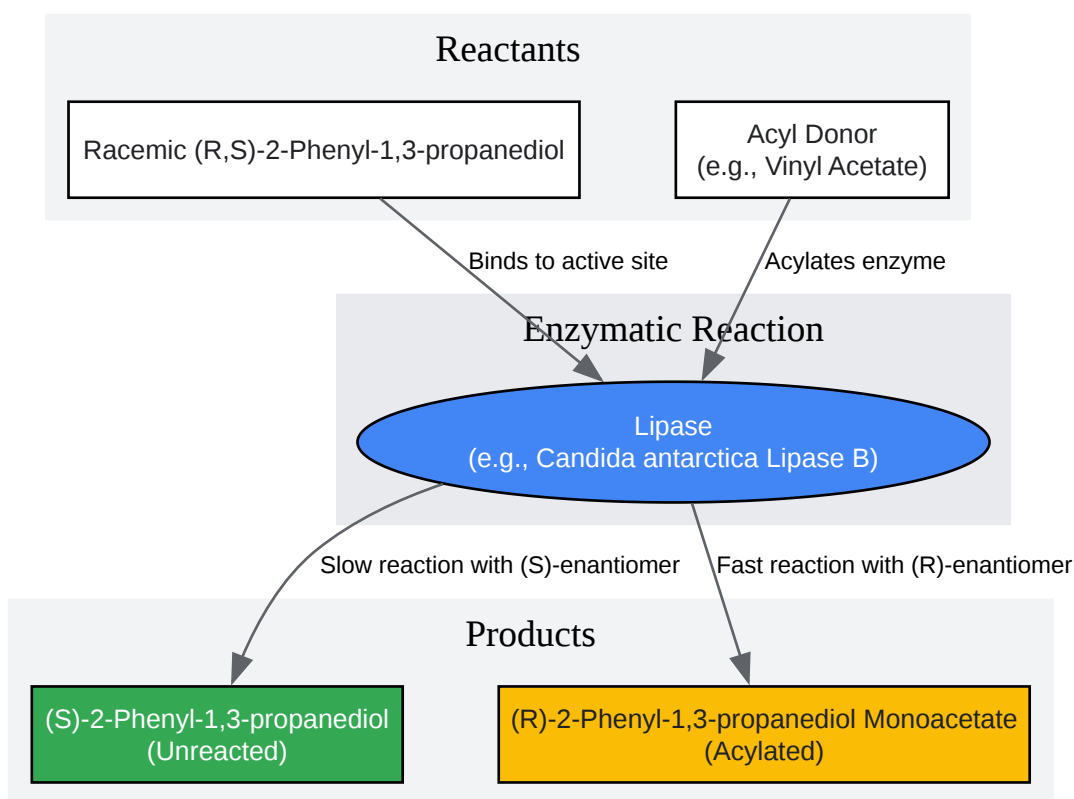 Reactants
Racemic (R,S)-2-Phenyl-1,3-propanediol
Acyl Donor
(e.g., Vinyl Acetate)
Binds to active site
Acylates enzyme
Enzymatic Reaction
Lipase
(e.g., Candida antarctica Lipase B)
Slow reaction with (S)-enantiomer
Fast reaction with (R)-enantiomer
Products
(S)-2-Phenyl-1,3-propanediol
(Unreacted)
(R)-2-Phenyl-1,3-propanediol Monoacetate
(Acylated)